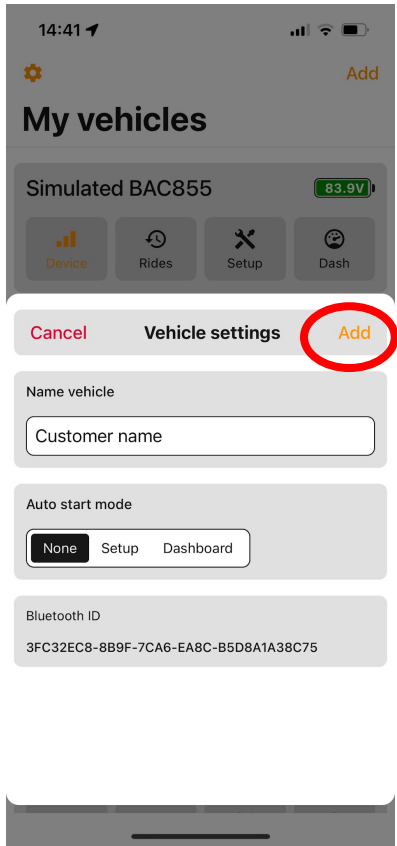 14:41
Add
My vehicles
Simulated BAC855 83.9V
Device Rides Setup Dash
Cancel Vehicle settings Add
Name vehicle
Customer name
Auto start mode
None Setup Dashboard
Bluetooth ID
3FC32EC8-8B9F-7CA6-EA8C-B5D8A1A38C75